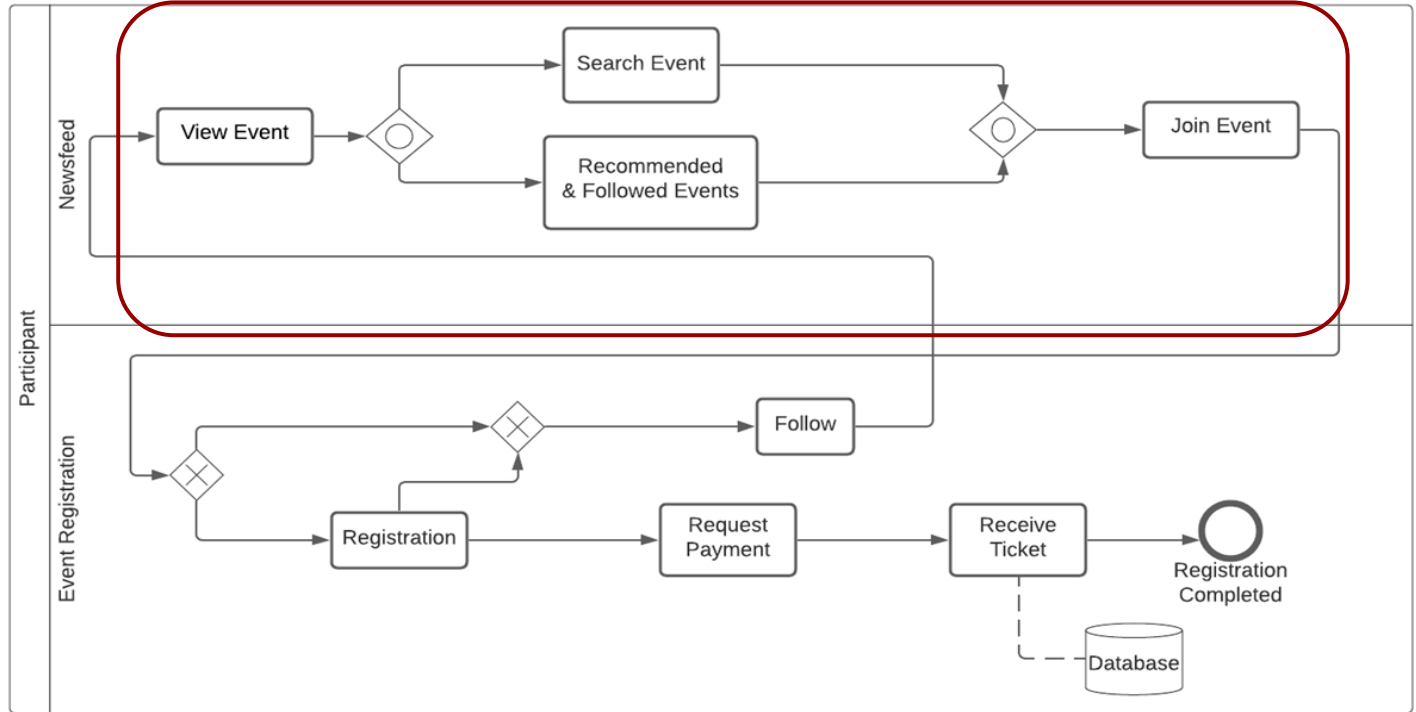 Participant
Newsfeed
View Event
Search Event
Recommended
& Followed Events
Join Event
Event Registration
Follow
Registration
Request
Payment
Receive
Ticket
Registration
Completed
Database